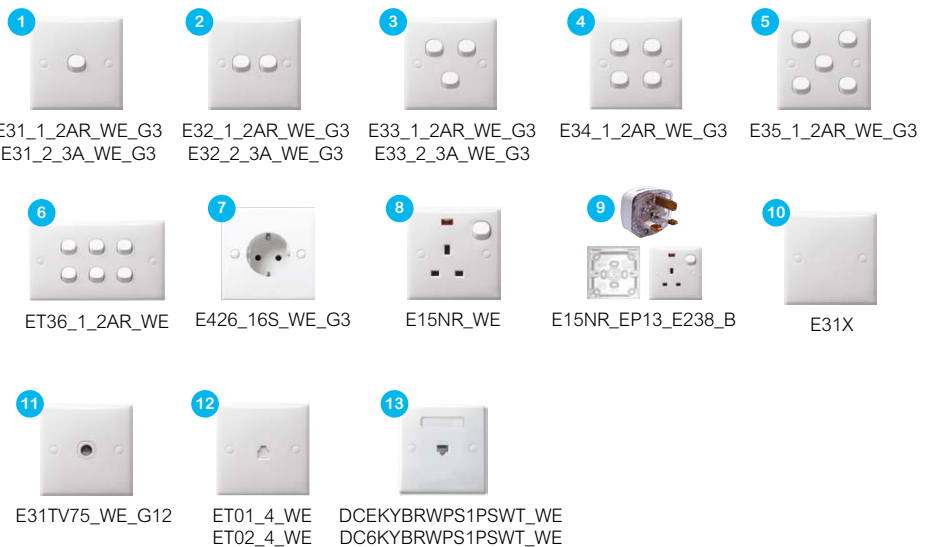 1
2
3
4
5
E31_1_2AR_WE_G3
E31_2_3A_WE_G3
E32_1_2AR_WE_G3
E32_2_3A_WE_G3
E33_1_2AR_WE_G3
E33_2_3A_WE_G3
E34_1_2AR_WE_G3
E35_1_2AR_WE_G3
6
7
8
9
10
ET36_1_2AR_WE
E426_16S_WE_G3
E15NR_WE
E15NR_EP13_E238_B
E31X
11
12
13
E31TV75_WE_G12
ET01_4_WE
ET02_4_WE
DCEKYBRWPS1PSWT_WE
DC6KYBRWPS1PSWT_WE